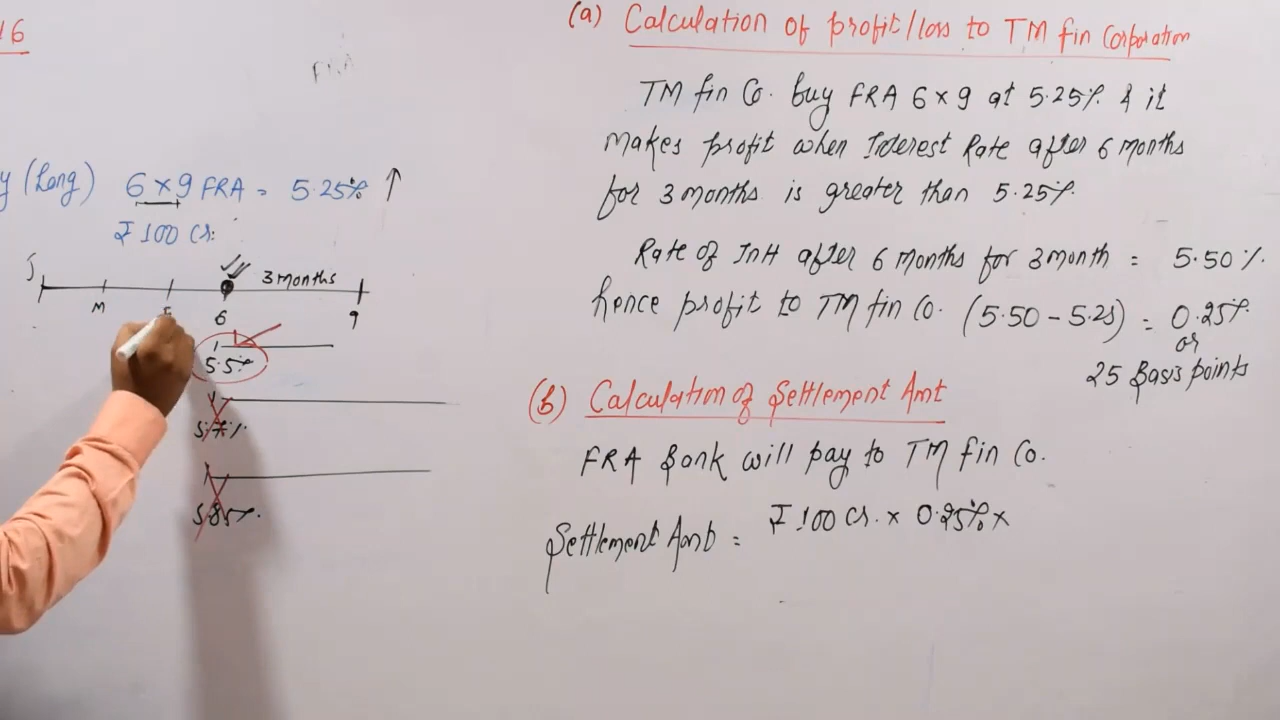 16
(a) Calculation of profit/loss to TM fin Corporation
TM fin Co. buy FRA 6 x 9 at 5.25% & it
makes profit when Interest Rate after 6 months
for 3 months is greater than 5.25%.
Rate of Intt after 6 Months for 3 month = 5.50%.
hence profit to TM fin Co. (5.50 - 5.25) = 0.25%.
or
25 Basis points
(b) Calculation of Settlement Amt
FRA Bank will pay to TM fin Co.
Settlement Amt = ₹ 100 Cr. x 0.25% x
y (Long) 6 x 9 FRA = 5.25% ↑
₹ 100 Cr.
J
3 months
M
6
9
5.5%
5.85%.